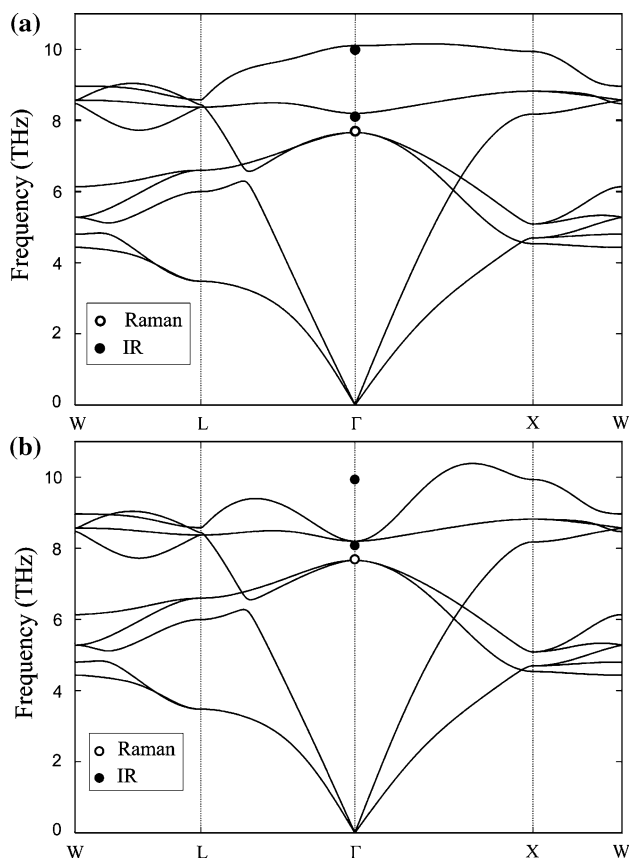 (a)
10
8
6
4
2
0
Frequency (THz)
Raman
IR
W L Γ X W
(b)
10
8
6
4
2
0
Frequency (THz)
Raman
IR
W L Γ X W